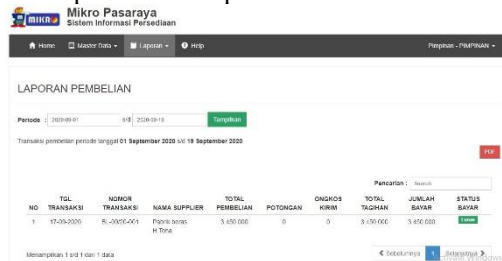 MIKRO
Mikro Pasaraya
Sistem Informasi Persediaan
Home Master Data Laporan Help Pimpinan - PIMPINAN
LAPORAN PEMBELIAN
Periode : 2020-09-01 s/d Tampilkan
Transaksi pembelian periode tanggal 01 September 2020 s/d 19 September 2020
PDF
Pencarian : Search
NO TGL TRANSAKSI NOMOR TRANSAKSI NAMA SUPPLIER TOTAL PEMBELIAN POTONGAN ONGKOS KIRIM TOTAL TAGIHAN JUMLAH BAYAR STATUS BAYAR
1 17-09-2020 BL-09/20-001 Pabrik beras H.Tona 3.450.000 0 0 3.450.000 3.450.000
Menampilkan 1 s/d 1 dari 1 data
Sebelumnya 1 Selanjutnya